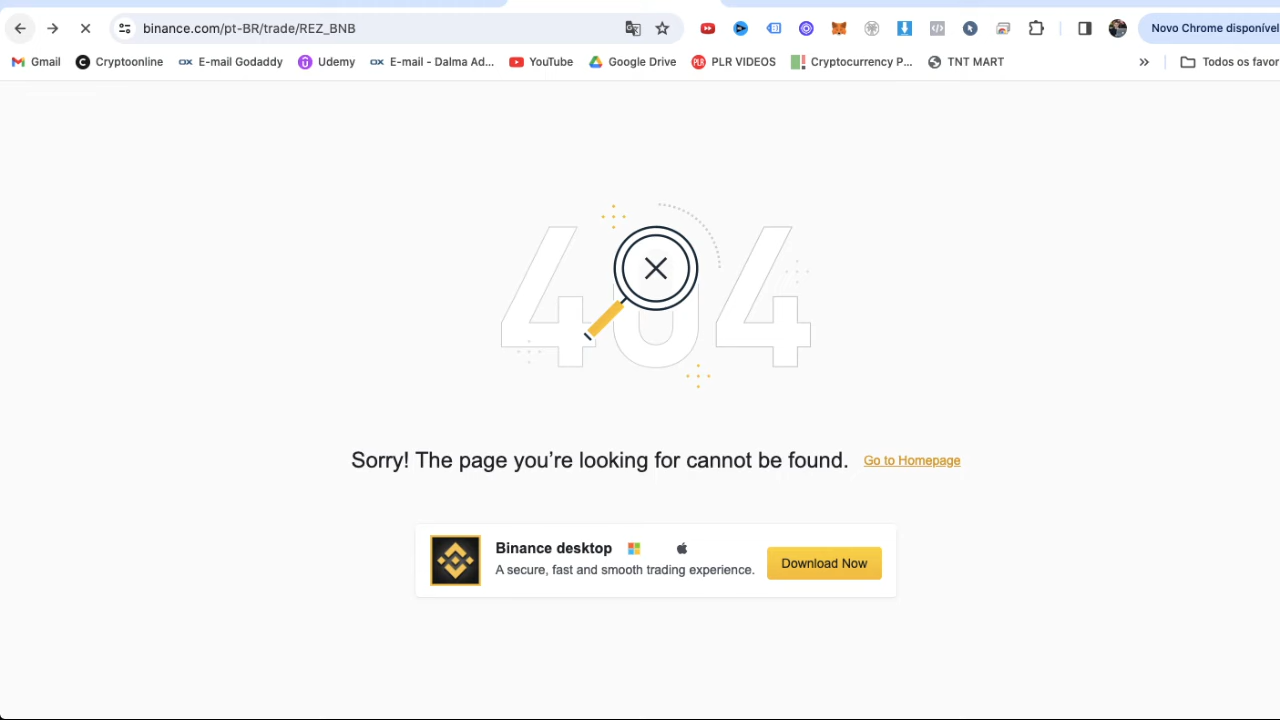 binance.com/pt-BR/trade/REZ_BNB
Novo Chrome disponível
Gmail
Cryptoonline
E-mail Godaddy
Udemy
E-mail - Dalma Ad...
YouTube
Google Drive
PLR VIDEOS
Cryptocurrency P...
TNT MART
»
Todos os favor
404
Sorry! The page you’re looking for cannot be found. Go to Homepage
Binance desktop
A secure, fast and smooth trading experience.
Download Now